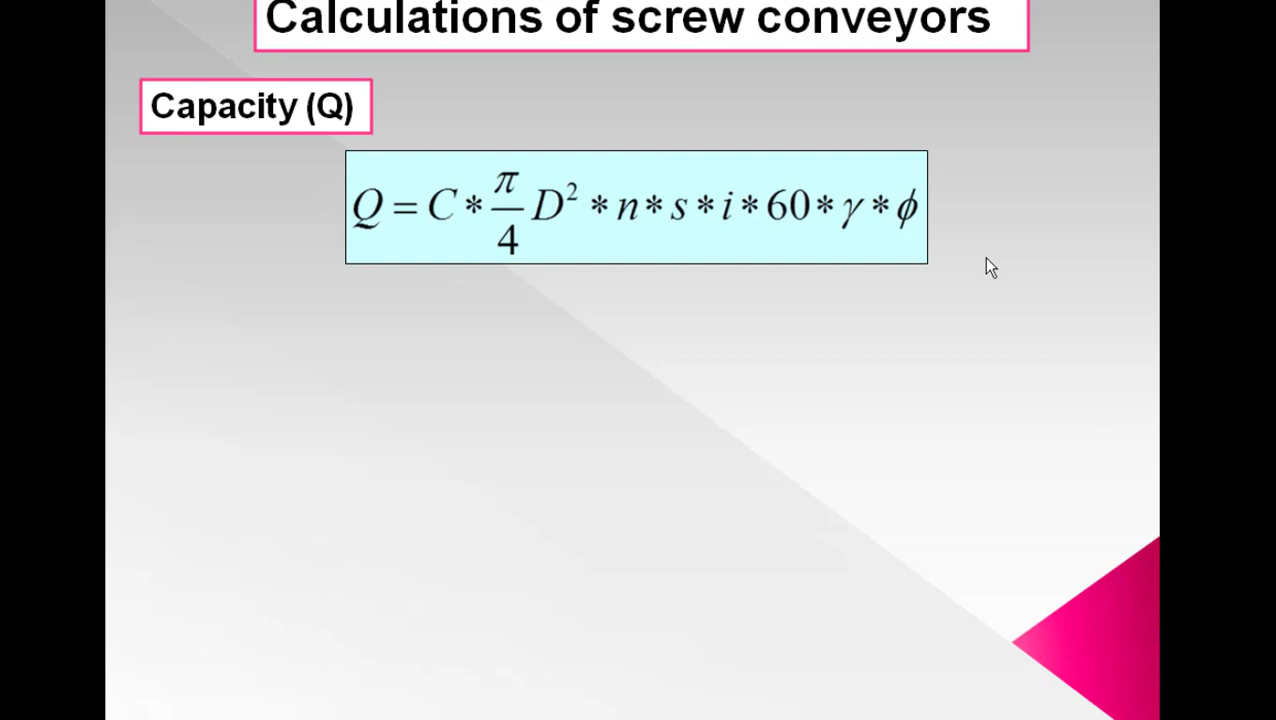 Calculations of screw conveyors
Capacity (Q)
Q = C * π/4 D² * n * s * i * 60 * γ * ϕ